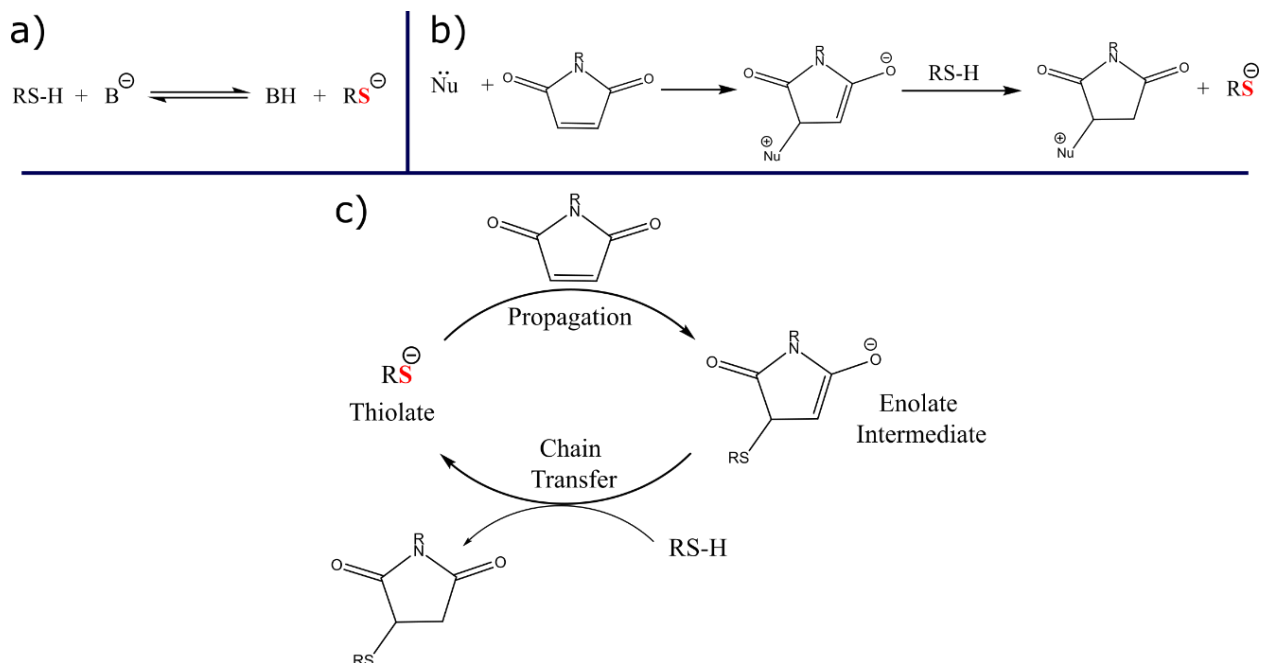 a)
RS-H + B⊖ ⇌ BH + RS⊖
b)
N̈u + → RS-H → + RS⊖
R
N
O O
R
N
O O⊖
⊕
Nu
R
N
O O
⊕
Nu
c)
R
N
O O
Propagation
RS⊖
Thiolate
R
N
O O⊖
RS
Enolate
Intermediate
Chain
Transfer
RS-H
R
N
O O
RS